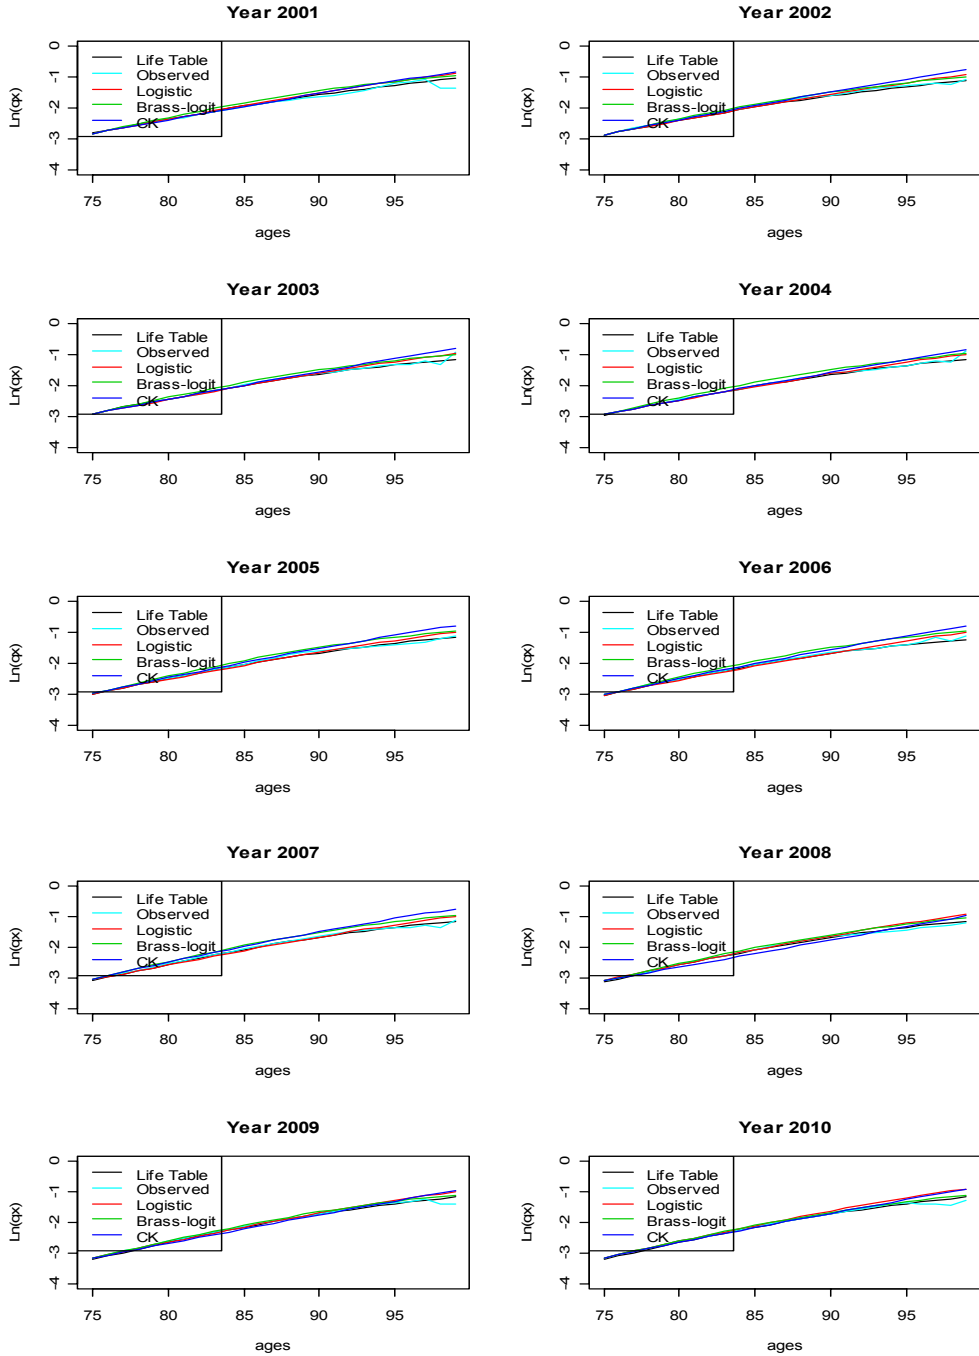 Year 2001
Year 2002
Ln(qx)
0
-1
-2
-3
-4
Life Table
Observed
Logistic
Brass-logit
CK
75 80 85 90 95
ages
Ln(qx)
0
-1
-2
-3
-4
Life Table
Observed
Logistic
Brass-logit
CK
75 80 85 90 95
ages
Year 2003
Year 2004
Ln(qx)
0
-1
-2
-3
-4
Life Table
Observed
Logistic
Brass-logit
CK
75 80 85 90 95
ages
Ln(qx)
0
-1
-2
-3
-4
Life Table
Observed
Logistic
Brass-logit
CK
75 80 85 90 95
ages
Year 2005
Year 2006
Ln(qx)
0
-1
-2
-3
-4
Life Table
Observed
Logistic
Brass-logit
CK
75 80 85 90 95
ages
Ln(qx)
0
-1
-2
-3
-4
Life Table
Observed
Logistic
Brass-logit
CK
75 80 85 90 95
ages
Year 2007
Year 2008
Ln(qx)
0
-1
-2
-3
-4
Life Table
Observed
Logistic
Brass-logit
CK
75 80 85 90 95
ages
Ln(qx)
0
-1
-2
-3
-4
Life Table
Observed
Logistic
Brass-logit
CK
75 80 85 90 95
ages
Year 2009
Year 2010
Ln(qx)
0
-1
-2
-3
-4
Life Table
Observed
Logistic
Brass-logit
CK
75 80 85 90 95
ages
Ln(qx)
0
-1
-2
-3
-4
Life Table
Observed
Logistic
Brass-logit
CK
75 80 85 90 95
ages